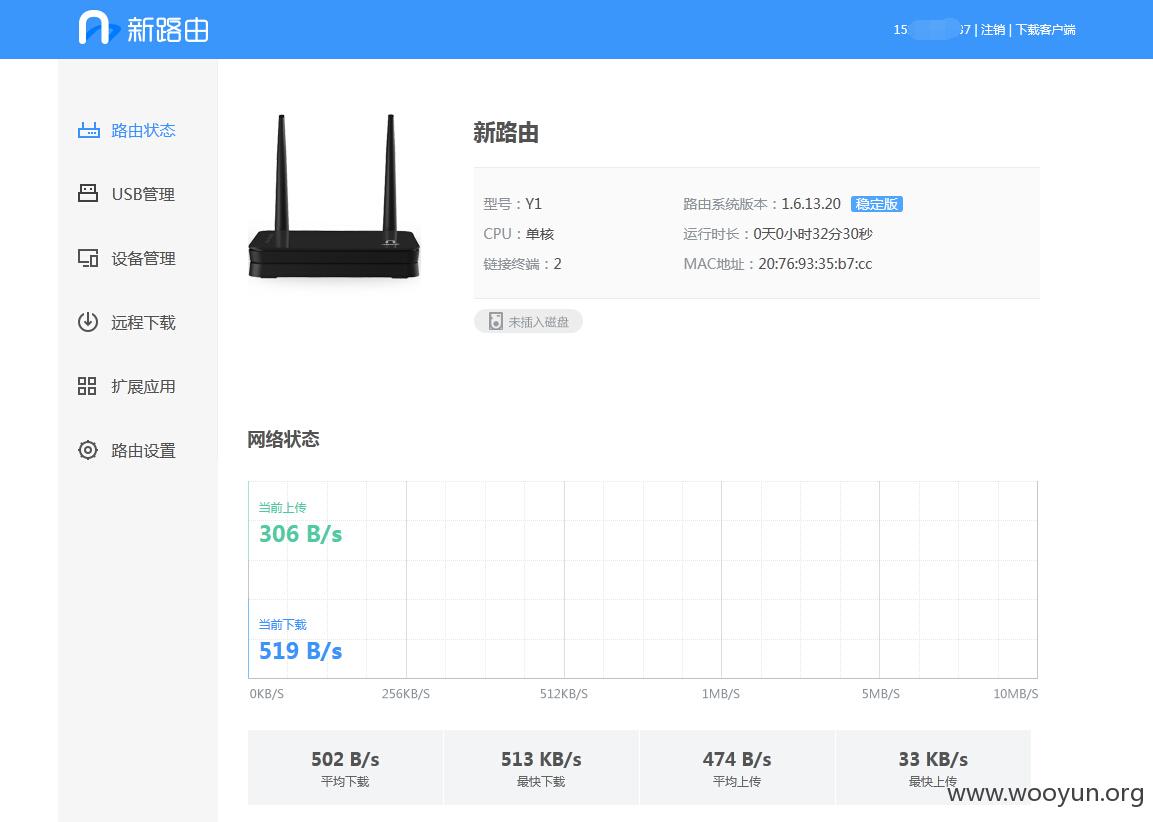 新路由
15 37 | 注销 | 下载客户端
路由状态
USB管理
设备管理
远程下载
扩展应用
路由设置
新路由
型号：Y1
路由系统版本：1.6.13.20 稳定版
CPU：单核
运行时长：0天0小时32分30秒
链接终端：2
MAC地址：20:76:93:35:b7:cc
未插入磁盘
网络状态
当前上传
306 B/s
当前下载
519 B/s
0KB/S 256KB/S 512KB/S 1MB/S 5MB/S 10MB/S
502 B/s 513 KB/s 474 B/s 33 KB/s
平均下载 最快下载 平均上传 最快上传
www.wooyun.org